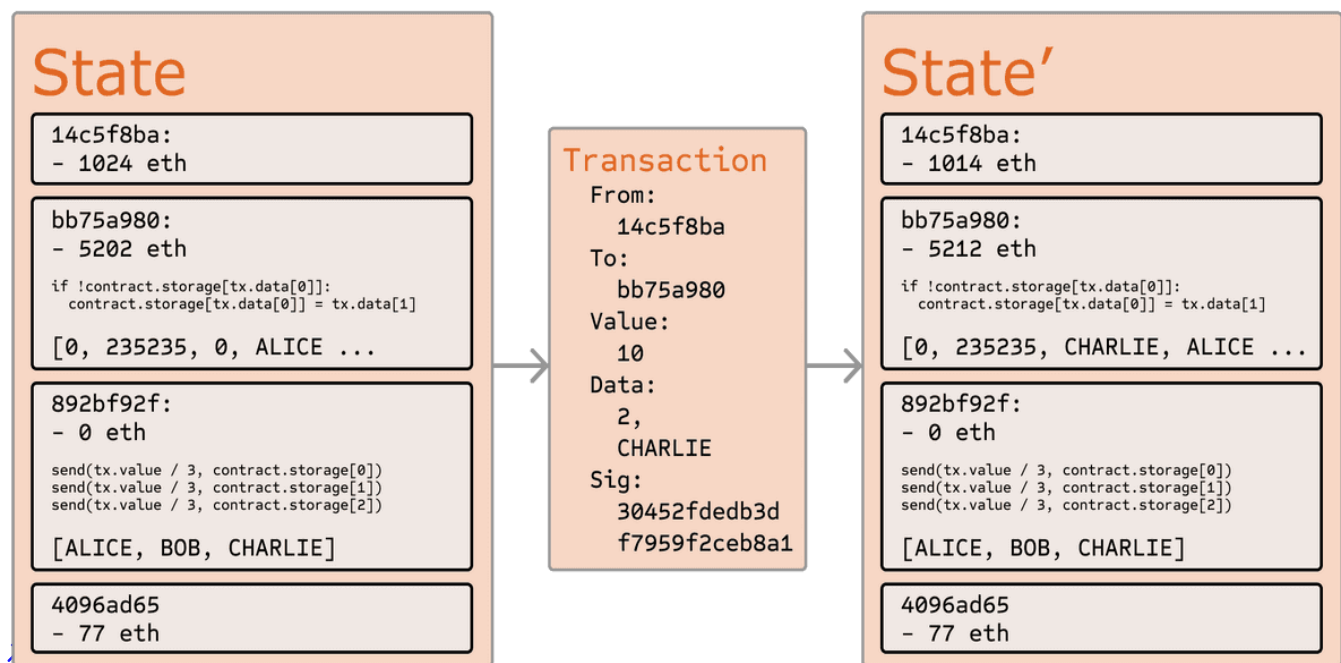 State
14c5f8ba:
- 1024 eth
bb75a980:
- 5202 eth
if !contract.storage[tx.data[0]]:
contract.storage[tx.data[0]] = tx.data[1]
[0, 235235, 0, ALICE ...
892bf92f:
- 0 eth
send(tx.value / 3, contract.storage[0])
send(tx.value / 3, contract.storage[1])
send(tx.value / 3, contract.storage[2])
[ALICE, BOB, CHARLIE]
4096ad65
- 77 eth
Transaction
From:
14c5f8ba
To:
bb75a980
Value:
10
Data:
2,
CHARLIE
Sig:
30452fdedb3d
f7959f2ceb8a1
State′
14c5f8ba:
- 1014 eth
bb75a980:
- 5212 eth
if !contract.storage[tx.data[0]]:
contract.storage[tx.data[0]] = tx.data[1]
[0, 235235, CHARLIE, ALICE ...
892bf92f:
- 0 eth
send(tx.value / 3, contract.storage[0])
send(tx.value / 3, contract.storage[1])
send(tx.value / 3, contract.storage[2])
[ALICE, BOB, CHARLIE]
4096ad65
- 77 eth